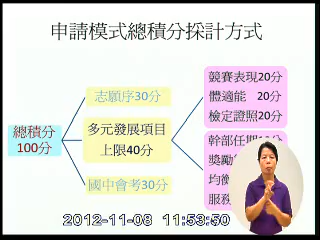 申請模式總積分採計方式
總積分
100分
志願序30分
多元發展項目
上限40分
國中會考30分
競賽表現20分
體適能 20分
檢定證照20分
幹部任期
獎勵
均衡
服務
2012-11-08 11:53:50